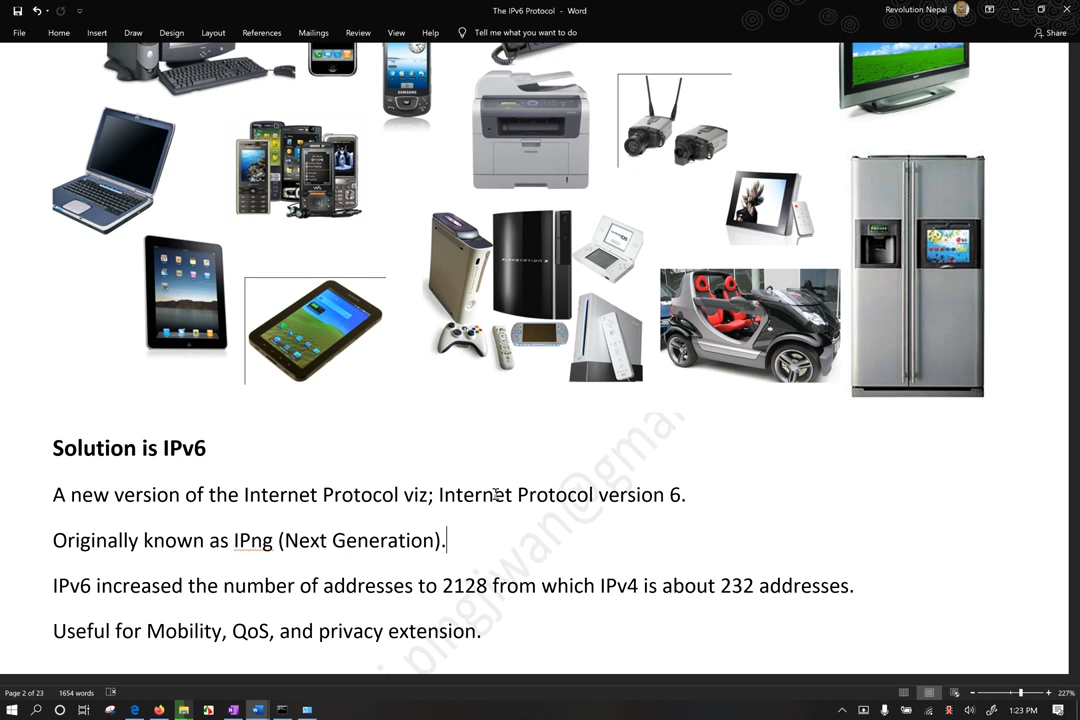 The IPv6 Protocol - Word
Revolution Nepal
File Home Insert Draw Design Layout References Mailings Review View Help Tell me what you want to do
Share
SAMSUNG
PLAYSTATION 3
Solution is IPv6
A new version of the Internet Protocol viz; Internet Protocol version 6.
Originally known as IPng (Next Generation).
IPv6 increased the number of addresses to 2128 from which IPv4 is about 232 addresses.
Useful for Mobility, QoS, and privacy extension.
Page 2 of 23 1654 words
227%
1:23 PM